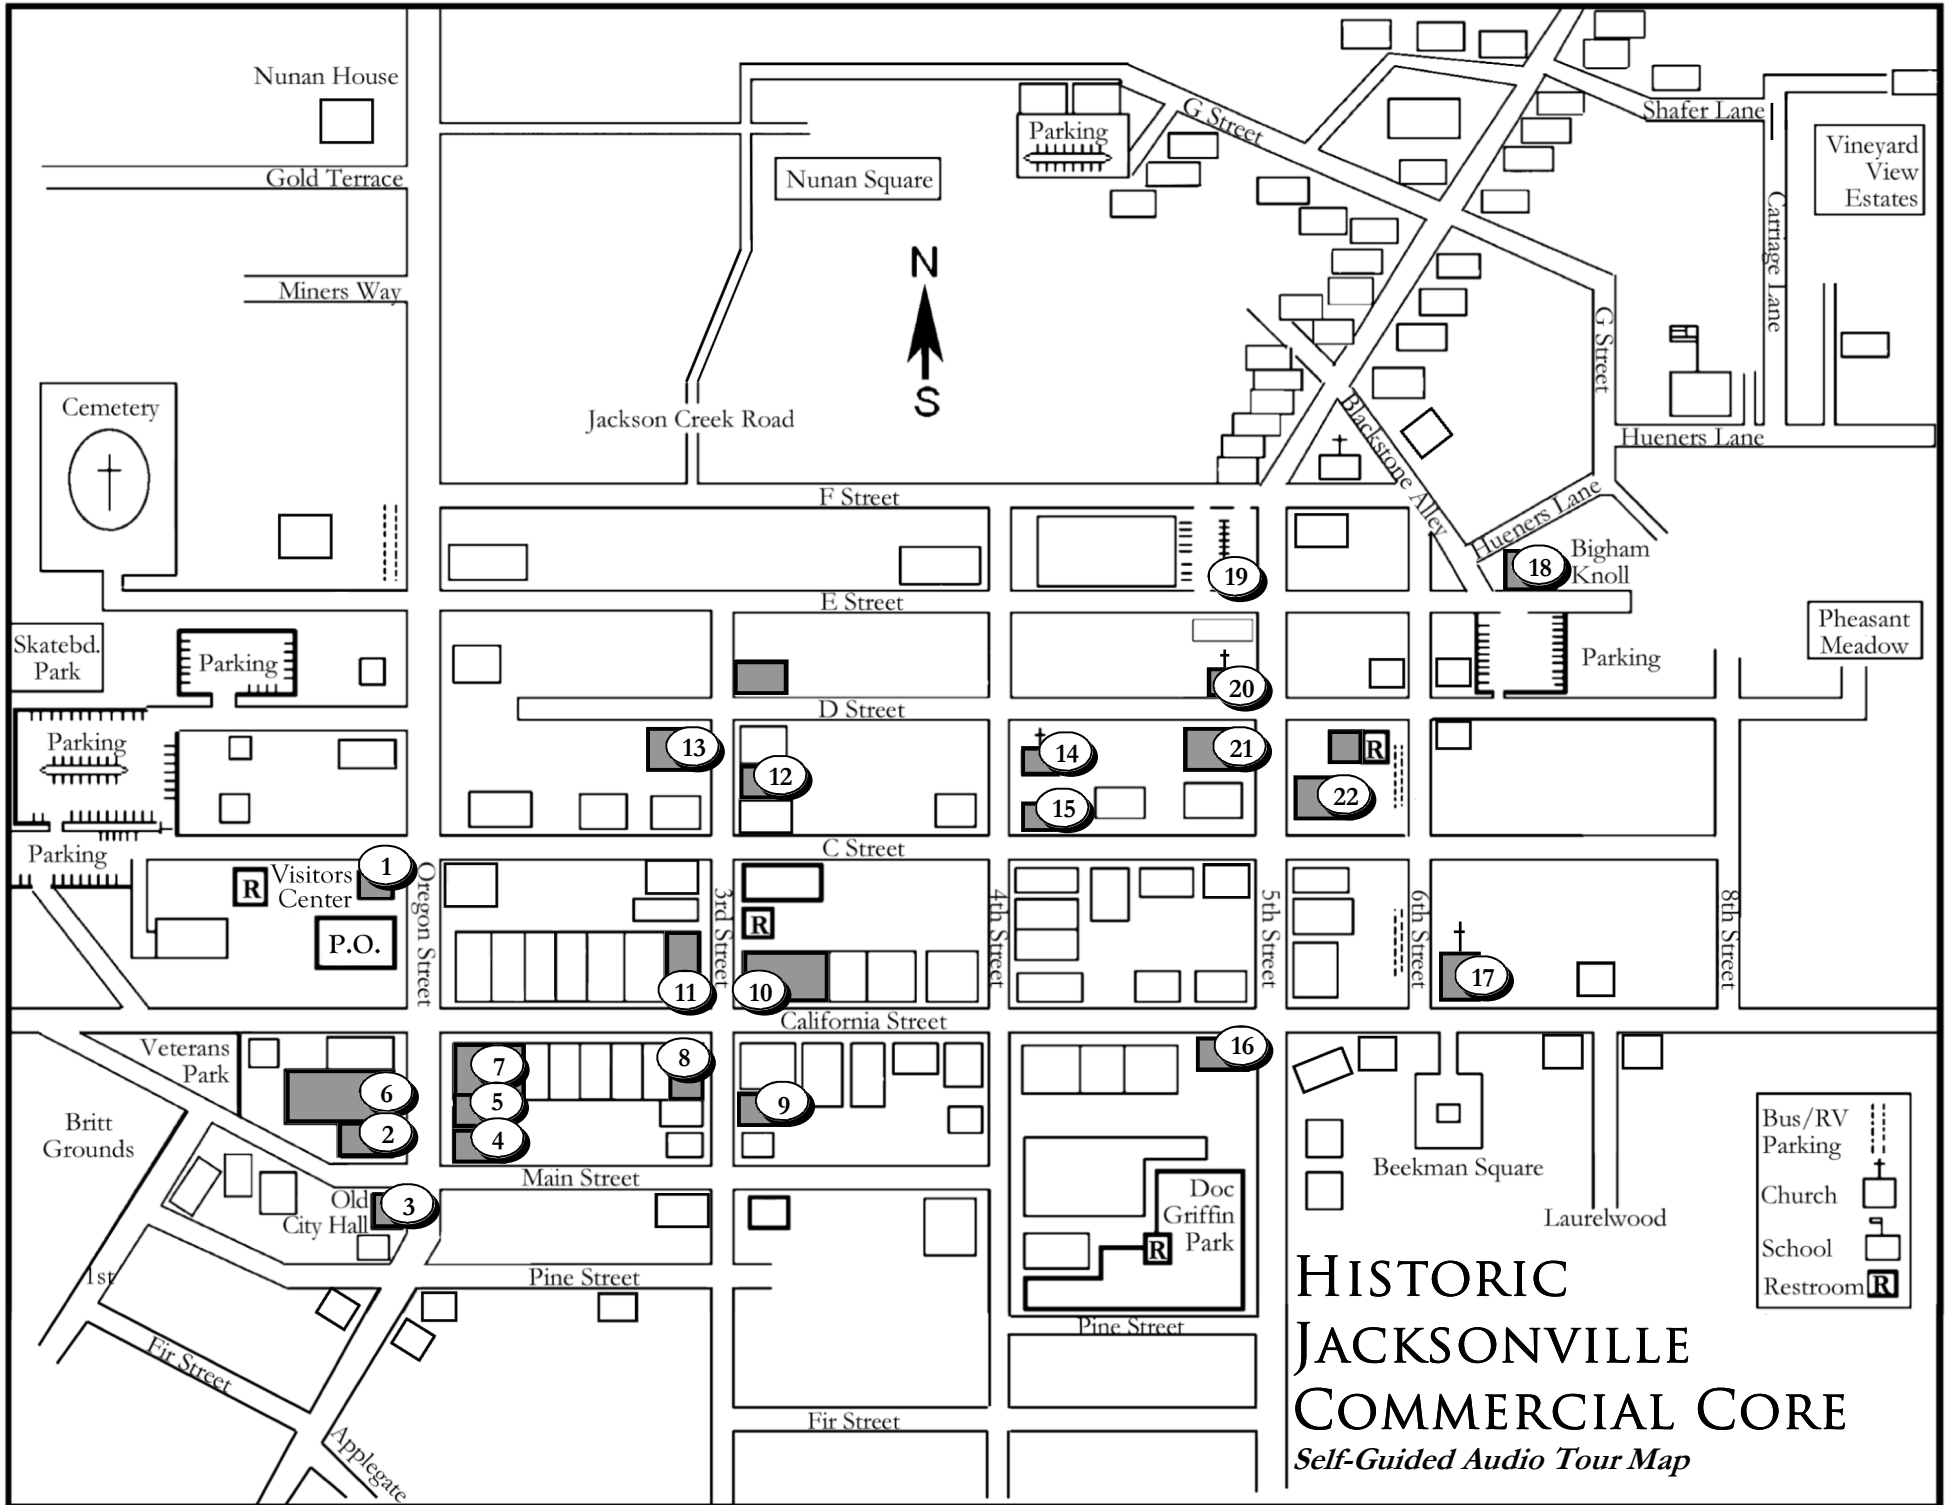 Nunan House
Gold Terrace
Miners Way
Cemetery
Nunan Square
Parking
G Street
Shafer Lane
Vineyard
View
Estates
Carriage Lane
N
S
Jackson Creek Road
G Street
Hueners Lane
Blackstone Alley
Hueners Lane
F Street
18
Bigham
Knoll
19
E Street
Skatebd.
Park
Parking
Pheasant
Meadow
Parking
20
D Street
Parking
13
12
14
21
R
15
22
Parking
C Street
1
Visitors
Center
R
P.O.
Oregon Street
3rd Street
R
4th Street
5th Street
6th Street
8th Street
11
10
17
California Street
Veterans
Park
7
8
16
6
5
9
2
4
Britt
Grounds
Beekman Square
Bus/RV
Parking
Church
School
Restroom R
Main Street
Old
City Hall
3
Doc
Griffin
Park
R
Laurelwood
1st
Pine Street
Pine Street
Fir Street
Fir Street
Applegate
HISTORIC
JACKSONVILLE
COMMERCIAL CORE
Self-Guided Audio Tour Map